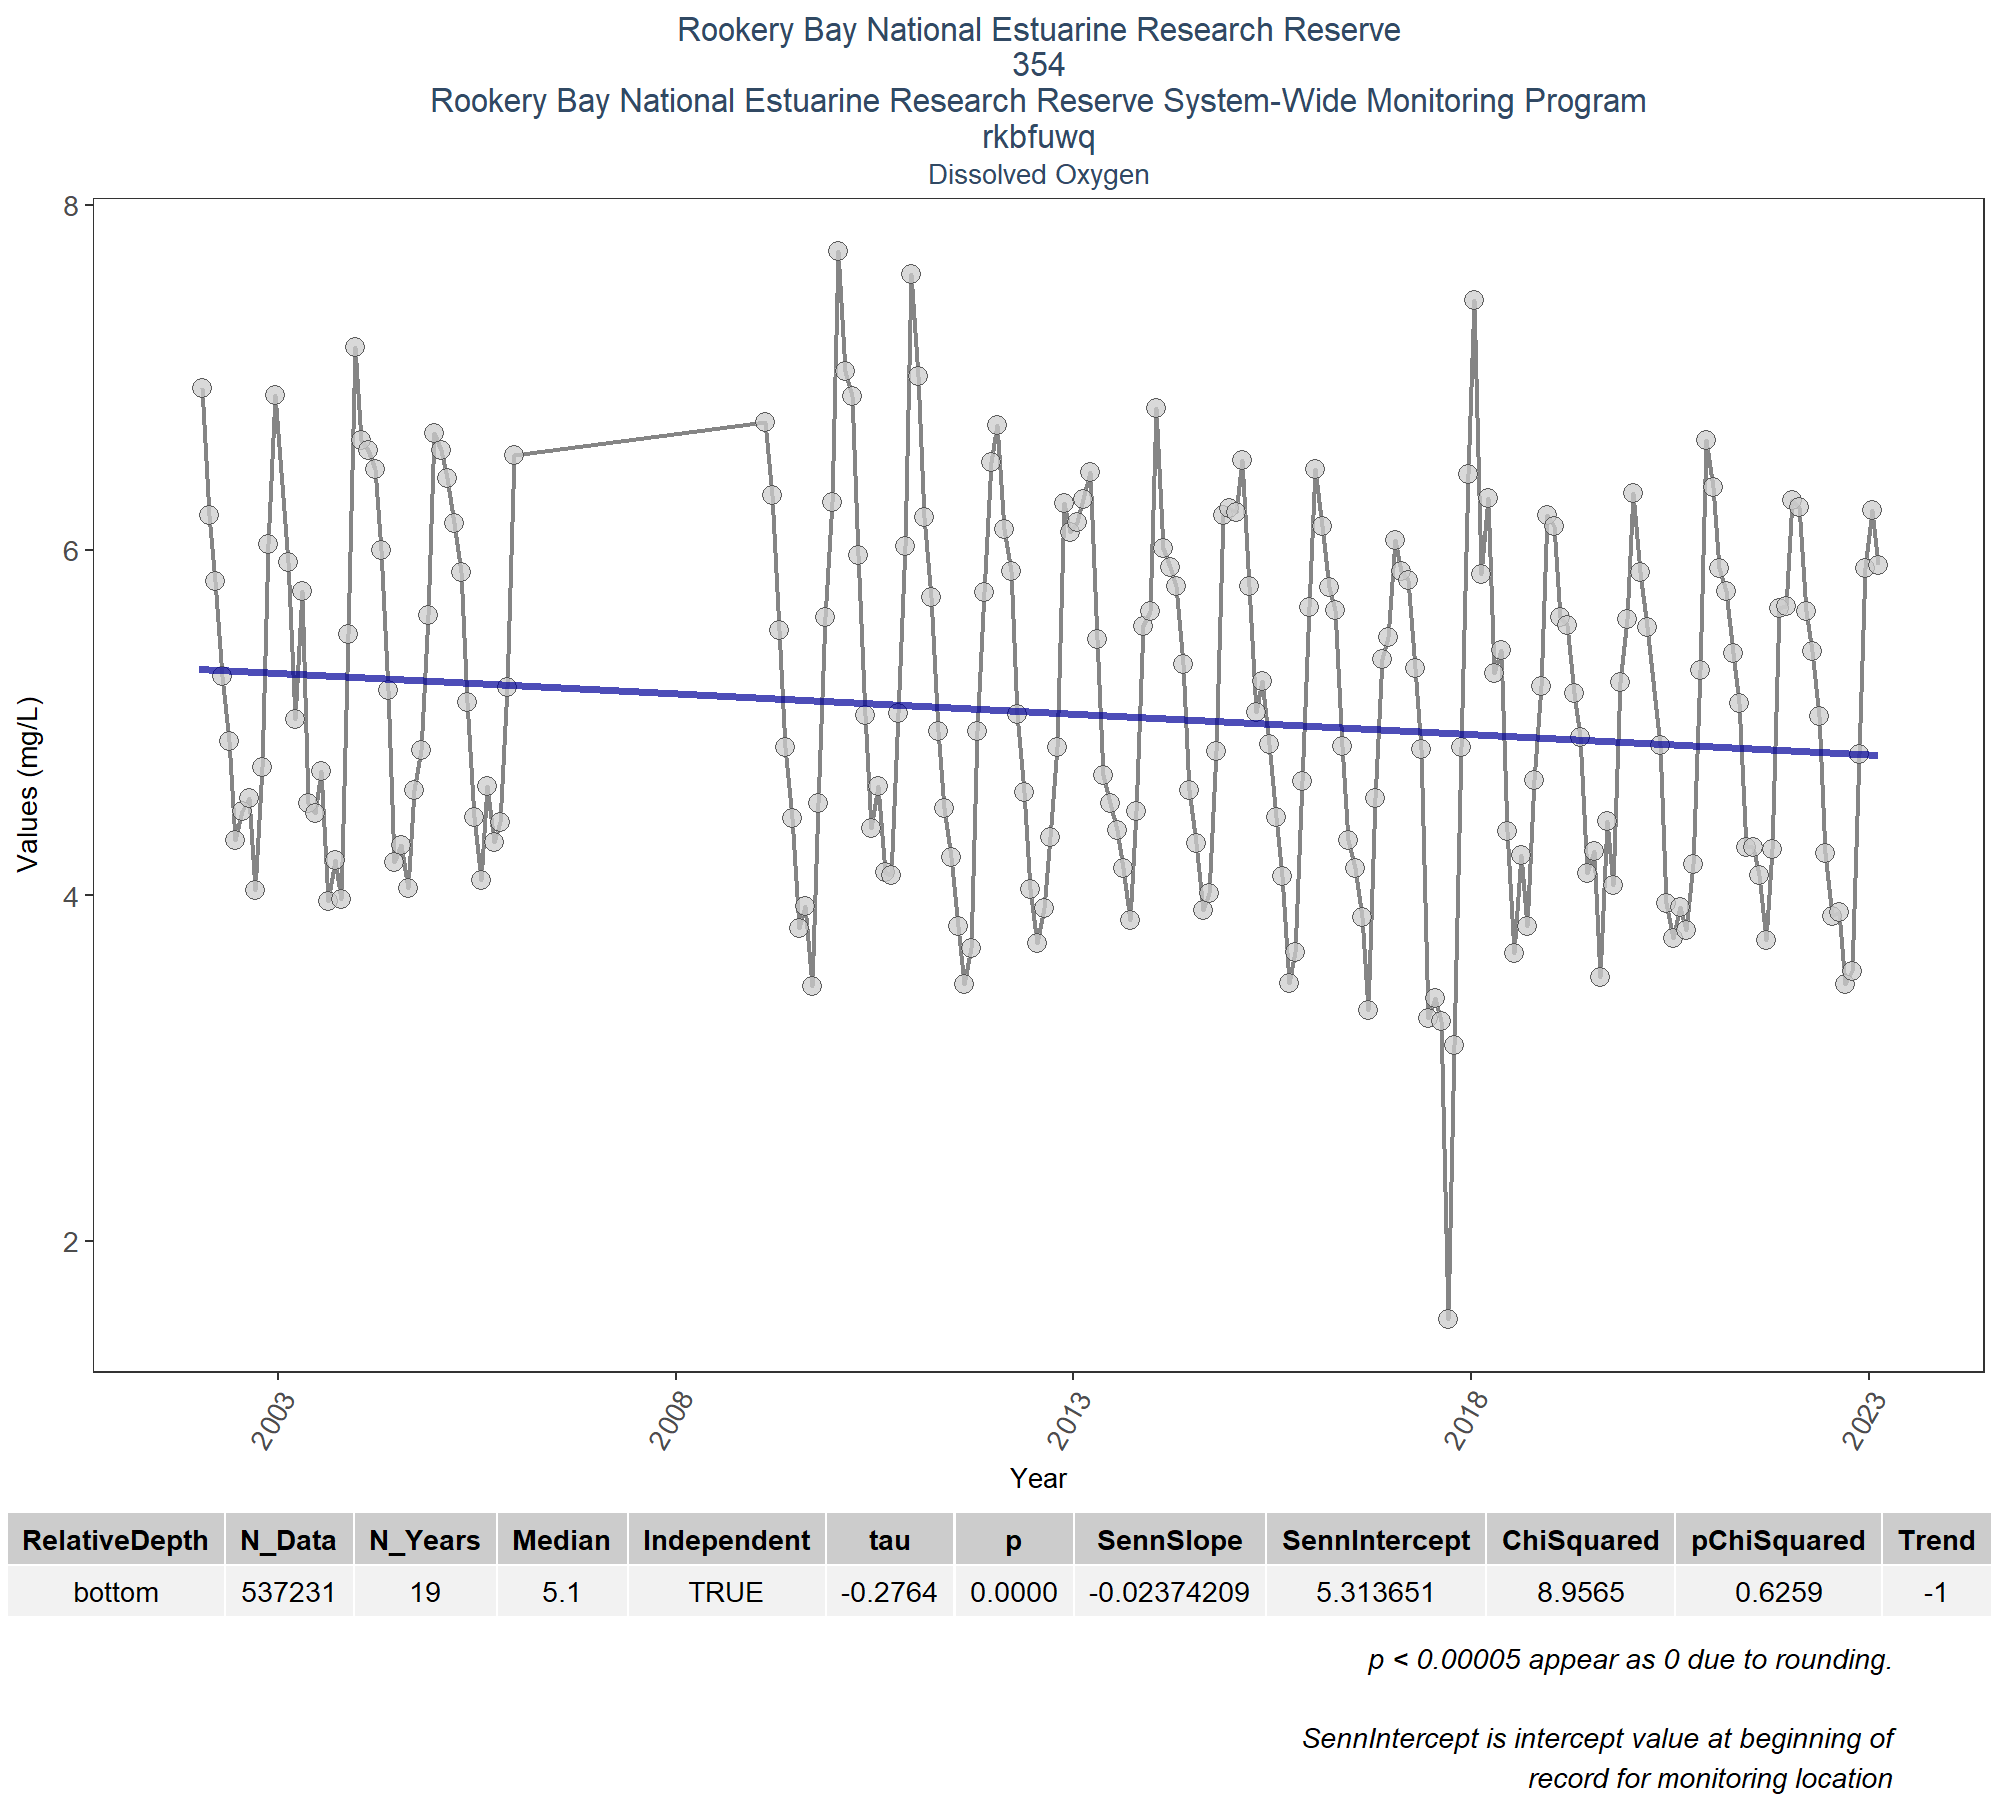 Rookery Bay National Estuarine Research Reserve
354
Rookery Bay National Estuarine Research Reserve System-Wide Monitoring Program
rkbfuwq
Dissolved Oxygen
8
6
4
2
Values (mg/L)
2003
2008
2013
2018
2023
Year
RelativeDepth N_Data N_Years Median Independent tau p SennSlope SennIntercept ChiSquared pChiSquared Trend
bottom 537231 19 5.1 TRUE -0.2764 0.0000 -0.02374209 5.313651 8.9565 0.6259 -1
p < 0.00005 appear as 0 due to rounding.
SennIntercept is intercept value at beginning of
record for monitoring location